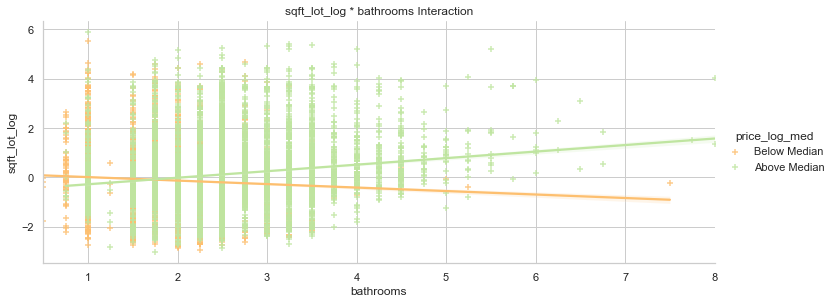 sqft_lot_log * bathrooms Interaction
6
4
2
0
−2
sqft_lot_log
1 2 3 4 5 6 7 8
bathrooms
price_log_med
Below Median
Above Median